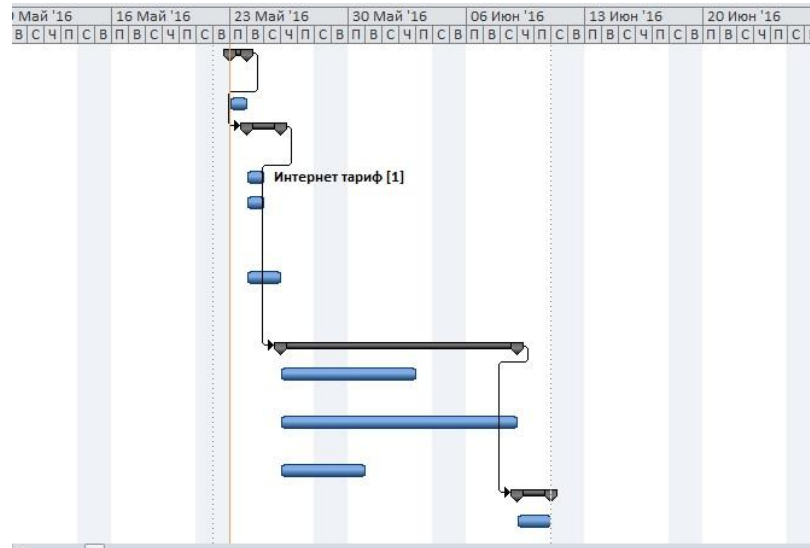 Май '16 16 Май '16 23 Май '16 30 Май '16 06 Июн '16 13 Июн '16 20 Июн '16
В С Ч П С В П В С Ч П С В П В С Ч П С В П В С Ч П С В П В С Ч П С В П В С Ч П С В П В С Ч П С
Интернет тариф [1]